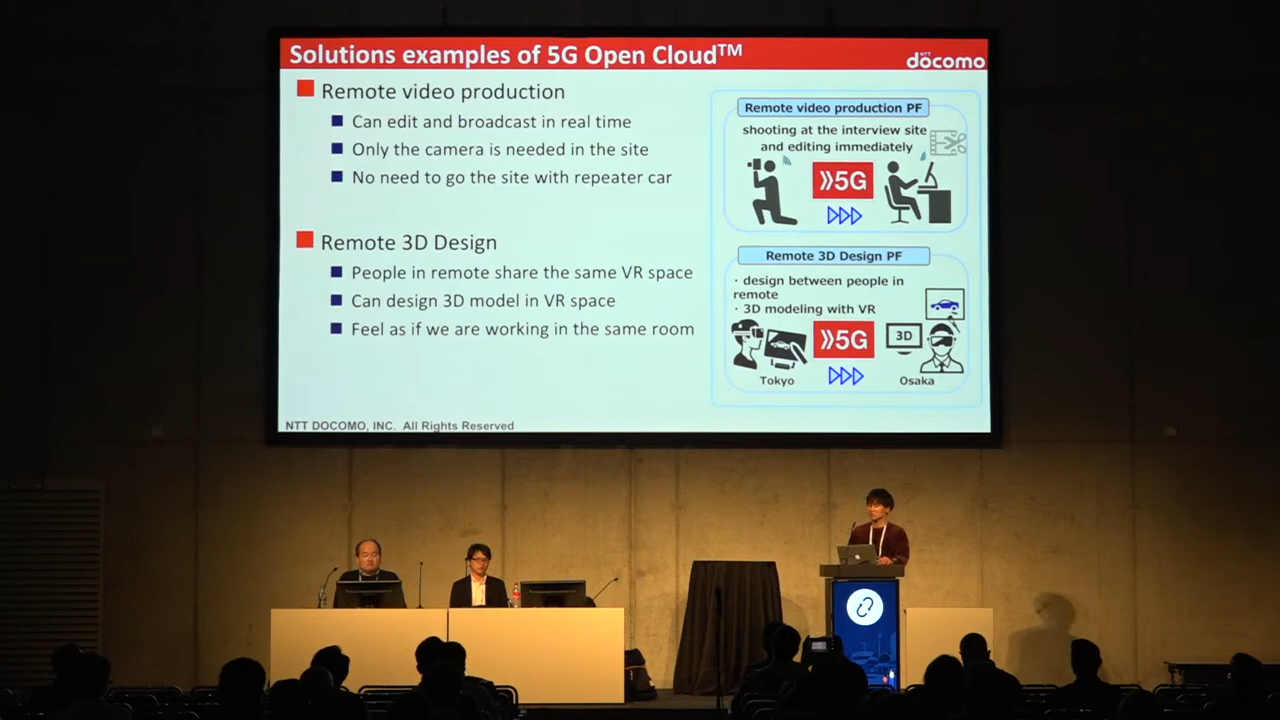 Solutions examples of 5G Open Cloud™
NTT
döcomo
Remote video production
Can edit and broadcast in real time
Only the camera is needed in the site
No need to go the site with repeater car
Remote 3D Design
People in remote share the same VR space
Can design 3D model in VR space
Feel as if we are working in the same room
Remote video production PF
shooting at the interview site
and editing immediately
5G
Remote 3D Design PF
・design between people in
remote
・3D modeling with VR
5G
3D
Tokyo
Osaka
NTT DOCOMO, INC. All Rights Reserved